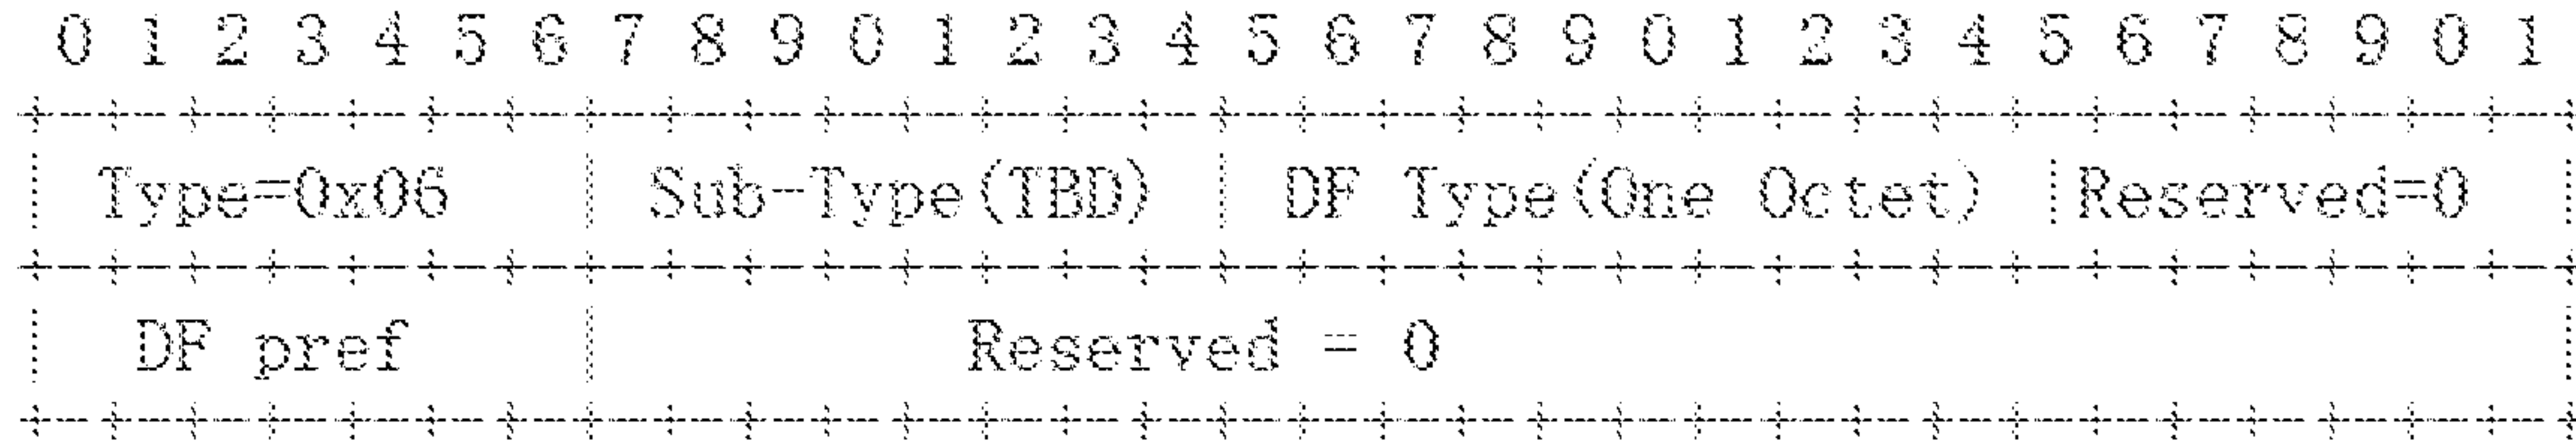 0 1 2 3 4 5 6 7 8 9 0 1 2 3 4 5 6 7 8 9 0 1 2 3 4 5 6 7 8 9 0 1
+--+--+--+--+--+--+--+--+--+--+--+--+--+--+--+--+--+--+--+--+--+--+--+--+--+--+--+--+--+--+--+--+
| Type=0x06 | Sub-Type(TBD) | DF Type(One Octet) |Reserved=0 |
+--+--+--+--+--+--+--+--+--+--+--+--+--+--+--+--+--+--+--+--+--+--+--+--+--+--+--+--+--+--+--+--+
| DF pref | Reserved = 0 |
+--+--+--+--+--+--+--+--+--+--+--+--+--+--+--+--+--+--+--+--+--+--+--+--+--+--+--+--+--+--+--+--+